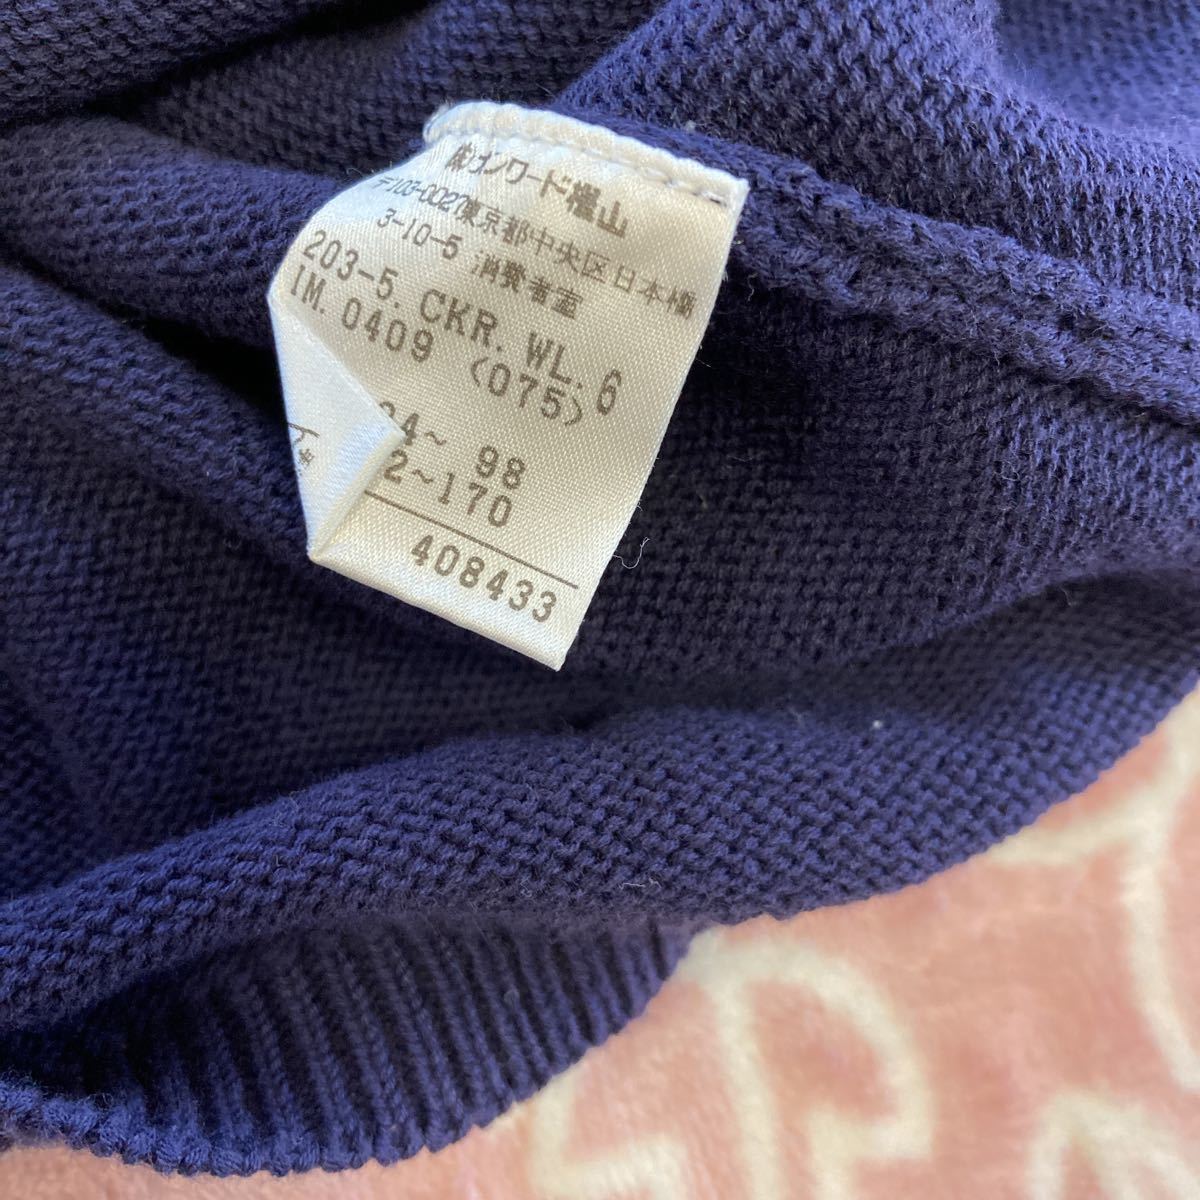 ㈱オンワード樫山
〒103-0027東京都中央区日本橋
3-10-5 消費者室
203-5. CKR. WL. 6
IM. 0409 <075>
4~ 98
2~170
408433